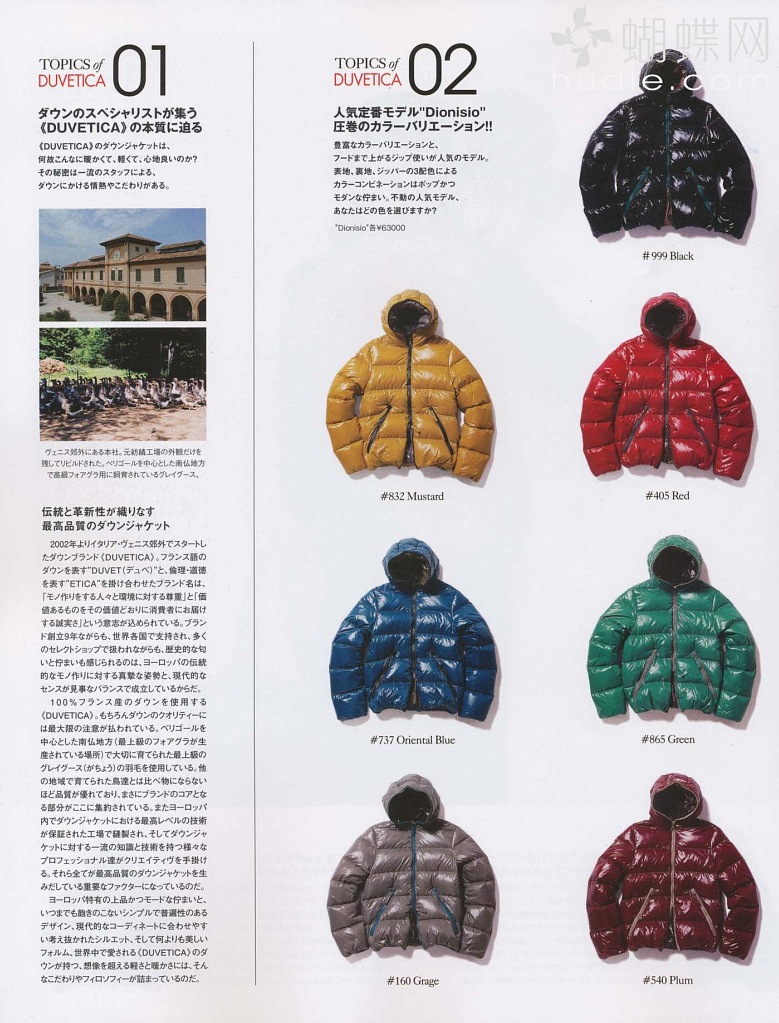 蝴蝶网
hudie.com
TOPICS of
DUVETICA 01
ダウンのスペシャリストが集う
《DUVETICA》の本質に迫る
《DUVETICA》のダウンジャケットは、
何故こんなに暖かくて、軽くて、心地良いのか?
その秘密は一流のスタッフによる、
ダウンにかける情熱やこだわりがある。
ヴェニス郊外にある本社。元紡績工場の外観だけを
残してリビルドされた。ペリゴールを中心とした南仏地方
で高級フォアグラ用に飼育されているグレイグース。
伝統と革新性が織りなす
最高品質のダウンジャケット
2002年よりイタリア・ヴェニス郊外でスタートし
たダウンブランド《DUVETICA》。フランス語の
ダウンを表す"DUVET(デュベ)"と、倫理・道徳
を表す"ETICA"を掛け合わせたブランド名は、
「モノ作りをする人々と環境に対する尊重」と「価
値あるものをその価値どおりに消費者にお届け
する誠実さ」という意志が込められている。ブラン
ド創立9年ながらも、世界各国で支持され、多く
のセレクトショップで扱われながらも、歴史的な匂
いと佇まいも感じられるのは、ヨーロッパの伝統
的なモノ作りに対する真摯な姿勢と、現代的な
センスが見事なバランスで成立しているからだ。
100%フランス産のダウンを使用する
《DUVETICA》。もちろんダウンのクオリティーに
は最大限の注意が払われている。ペリゴールを
中心とした南仏地方(最上級のフォアグラが生
産されている場所)で大切に育てられた最上級の
グレイグース(がちょう)の羽毛を使用している。他
の地域で育てられた鳥達とは比べ物にならない
ほど品質が優れており、まさにブランドのコアとな
る部分がここに集約されている。またヨーロッパ
内でダウンジャケットにおける最高レベルの技術
が保証された工場で縫製され、そしてダウンジャ
ケットに対する一流の知識と技術を持つ様々な
プロフェッショナル達がクリエイティヴを手掛け
る。それら全てが最高品質のダウンジャケットを生
みだしている重要なファクターになっているのだ。
ヨーロッパ特有の上品かつモードな佇まいと、
いつまでも飽きのこないシンプルで普遍性のある
デザイン、現代的なコーディネートに合わせやす
い考え抜かれたシルエット、そして何よりも美しい
フォルム、世界中で愛される《DUVETICA》のダ
ウンが持つ、想像を超える軽さと暖かさには、そん
なこだわりやフィロソフィーが詰まっているのだ。
TOPICS of
DUVETICA 02
人気定番モデル"Dionisio"
圧巻のカラーバリエーション!!
豊富なカラーバリエーションと、
フードまで上がるジップ使いが人気のモデル。
表地、裏地、ジッパーの3配色による
カラーコンビネーションはポップかつ
モダンな佇まい。不動の人気モデル、
あなたはどの色を選びますか?
"Dionisio"各¥63000
#999 Black
#832 Mustard
#405 Red
#737 Oriental Blue
#865 Green
#160 Grage
#540 Plum